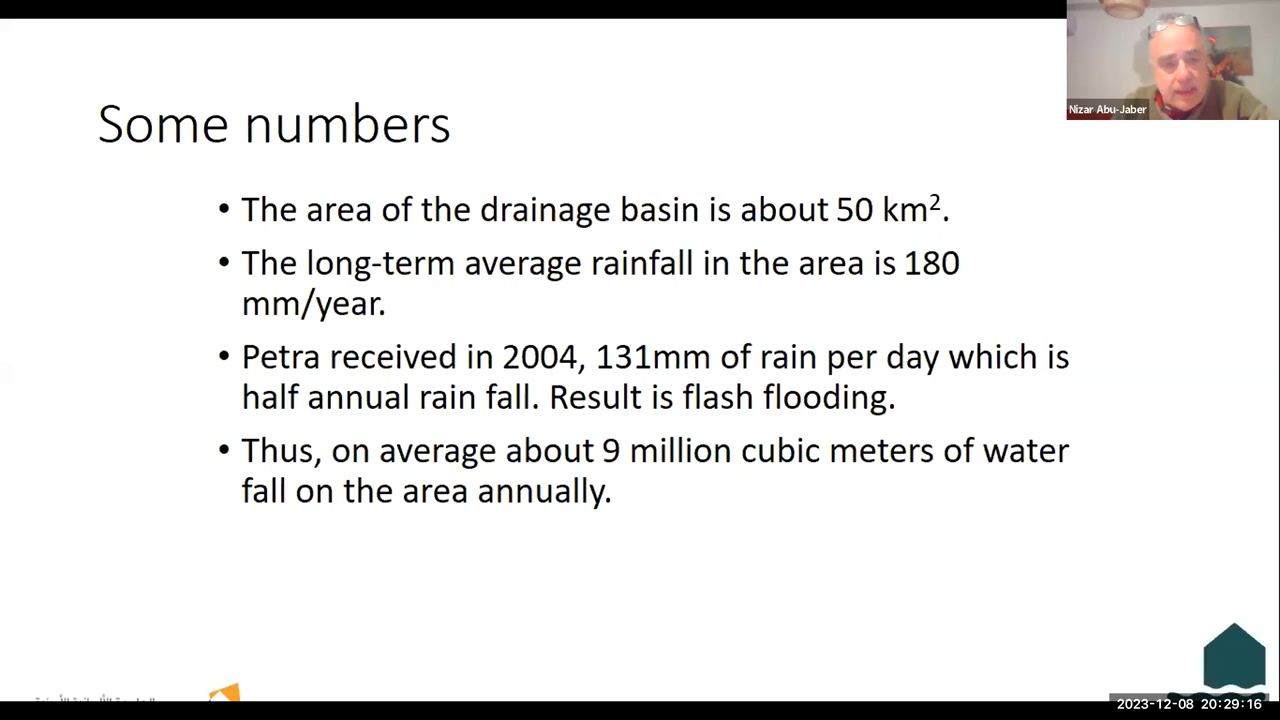 Nizar Abu-Jaber
Some numbers
• The area of the drainage basin is about 50 km².
• The long-term average rainfall in the area is 180
mm/year.
• Petra received in 2004, 131mm of rain per day which is
half annual rain fall. Result is flash flooding.
• Thus, on average about 9 million cubic meters of water
fall on the area annually.
2023-12-08 20:29:16